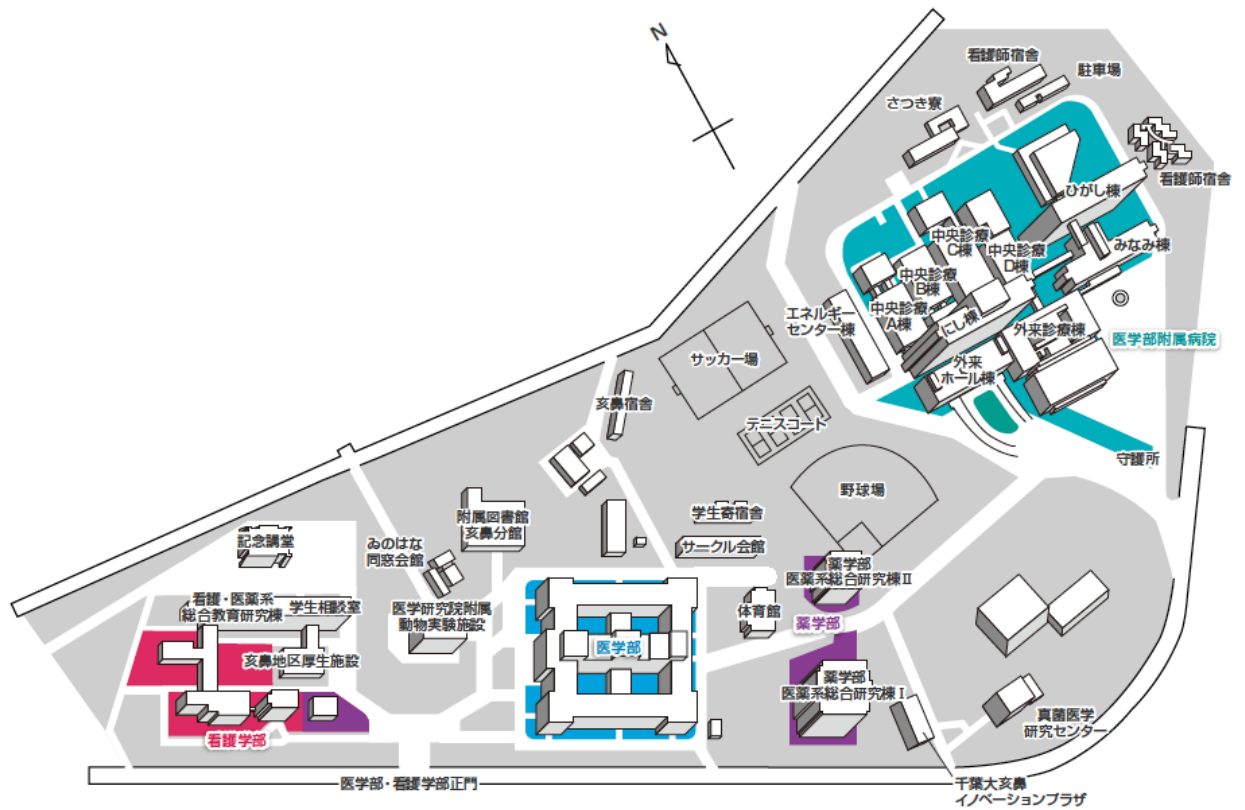 N
看護師宿舎
駐車場
さつき寮
看護師宿舎
ひがし棟
みなみ棟
中央診療
C棟
中央診療
D棟
中央診療
B棟
中央診療
A棟
エネルギー
センター棟
にし棟
外来診療棟
医学部附属病院
外来
ホール棟
サッカー場
亥鼻宿舎
テニスコート
守護所
野球場
附属図書館
亥鼻分館
学生寄宿舎
サークル会館
記念講堂
ゐのはな
同窓会館
薬学部
医薬系総合研究棟Ⅱ
看護・医薬系
総合教育研究棟
学生相談室
医学研究院附属
動物実験施設
体育館
薬学部
医学部
亥鼻地区厚生施設
薬学部
医薬系総合研究棟Ⅰ
看護学部
真菌医学
研究センター
医学部・看護学部正門
千葉大亥鼻
イノベーションプラザ